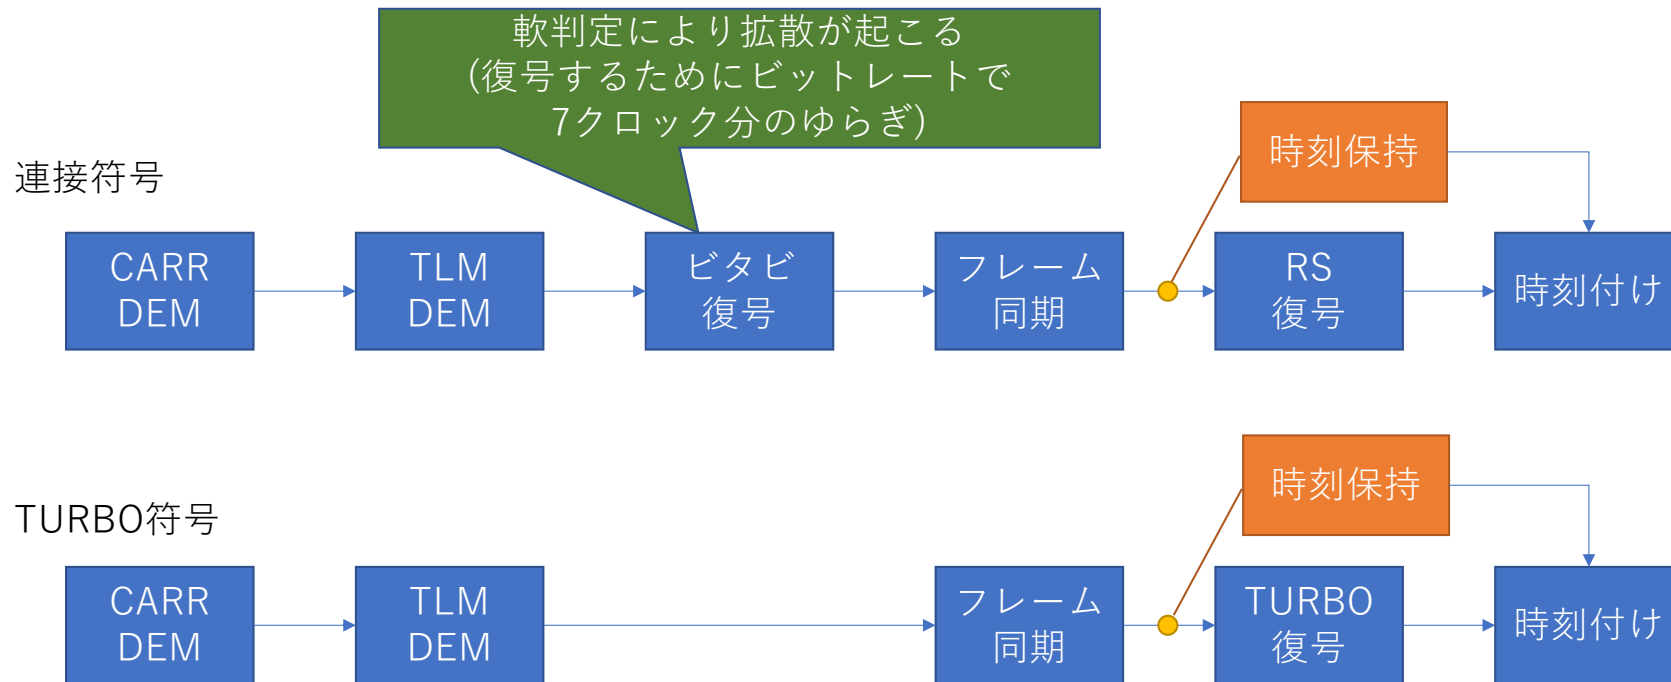 軟判定により拡散が起こる
(復号するためにビットレートで
7クロック分のゆらぎ)
時刻保持
連接符号
CARR
DEM
TLM
DEM
ビタビ
復号
フレーム
同期
RS
復号
時刻付け
時刻保持
TURBO符号
CARR
DEM
TLM
DEM
フレーム
同期
TURBO
復号
時刻付け